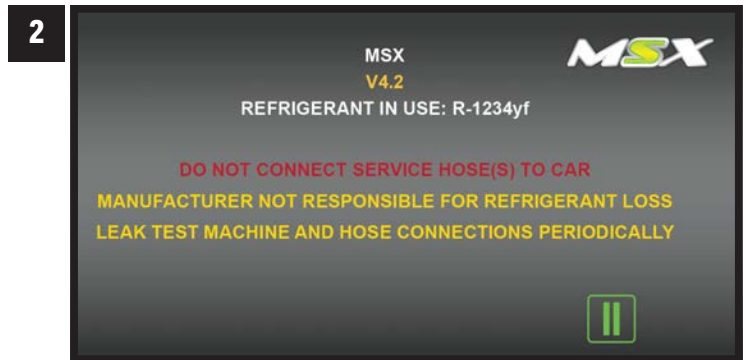 2
MSX
MSX
V4.2
REFRIGERANT IN USE: R-1234yf
DO NOT CONNECT SERVICE HOSE(S) TO CAR
MANUFACTURER NOT RESPONSIBLE FOR REFRIGERANT LOSS
LEAK TEST MACHINE AND HOSE CONNECTIONS PERIODICALLY